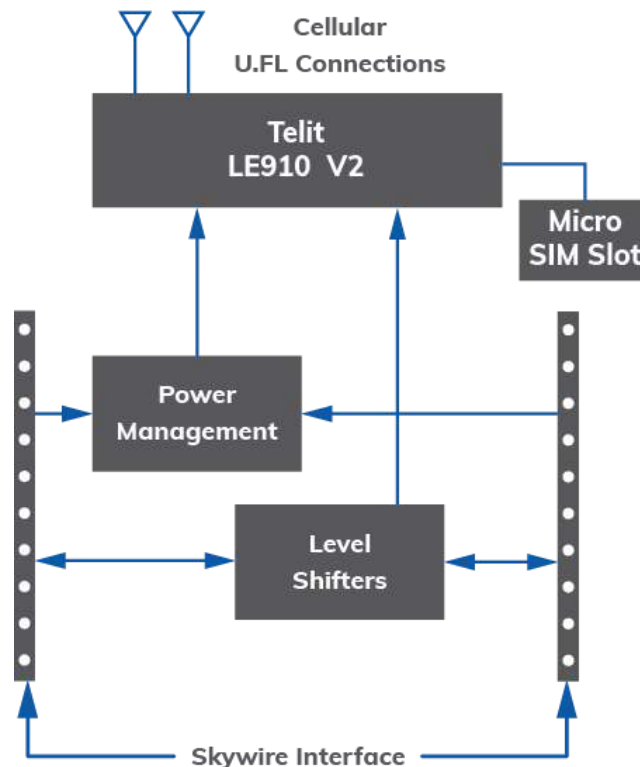 Cellular
U.FL Connections
Telit
LE910 V2
Micro
SIM Slot
Power
Management
Level
Shifters
Skywire Interface